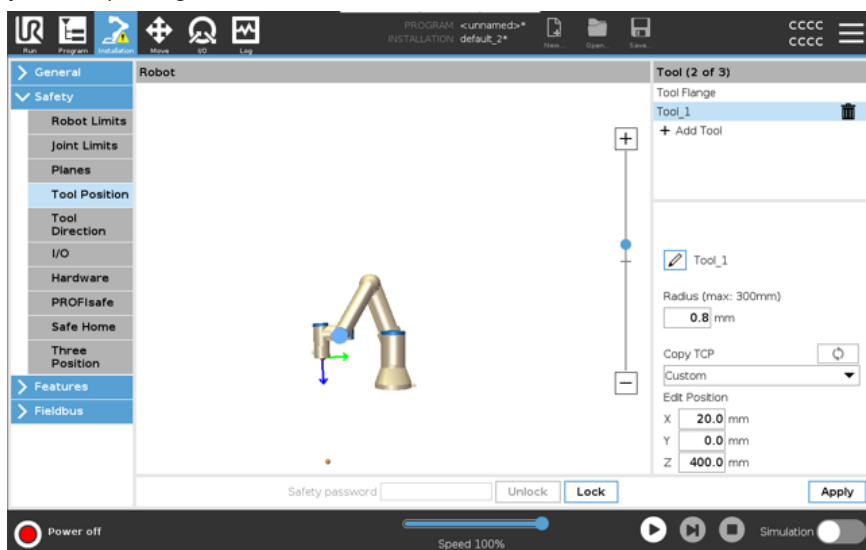 PROGRAM <unnamed>*
INSTALLATION default_2*
UR
Run
Program
Installation
Move
I/O
Log
New...
Open...
Save...
CCCC
CCCC
General
Safety
Robot Limits
Joint Limits
Planes
Tool Position
Tool
Direction
I/O
Hardware
PROFIsafe
Safe Home
Three
Position
Features
Fieldbus
Robot
Tool (2 of 3)
Tool Flange
Tool_1
+ Add Tool
Tool_1
Radius (max: 300mm)
0.8 mm
Copy TCP
Custom
Edit Position
X 20.0 mm
Y 0.0 mm
Z 400.0 mm
Safety password
Unlock
Lock
Apply
Power off
Speed 100%
Simulation